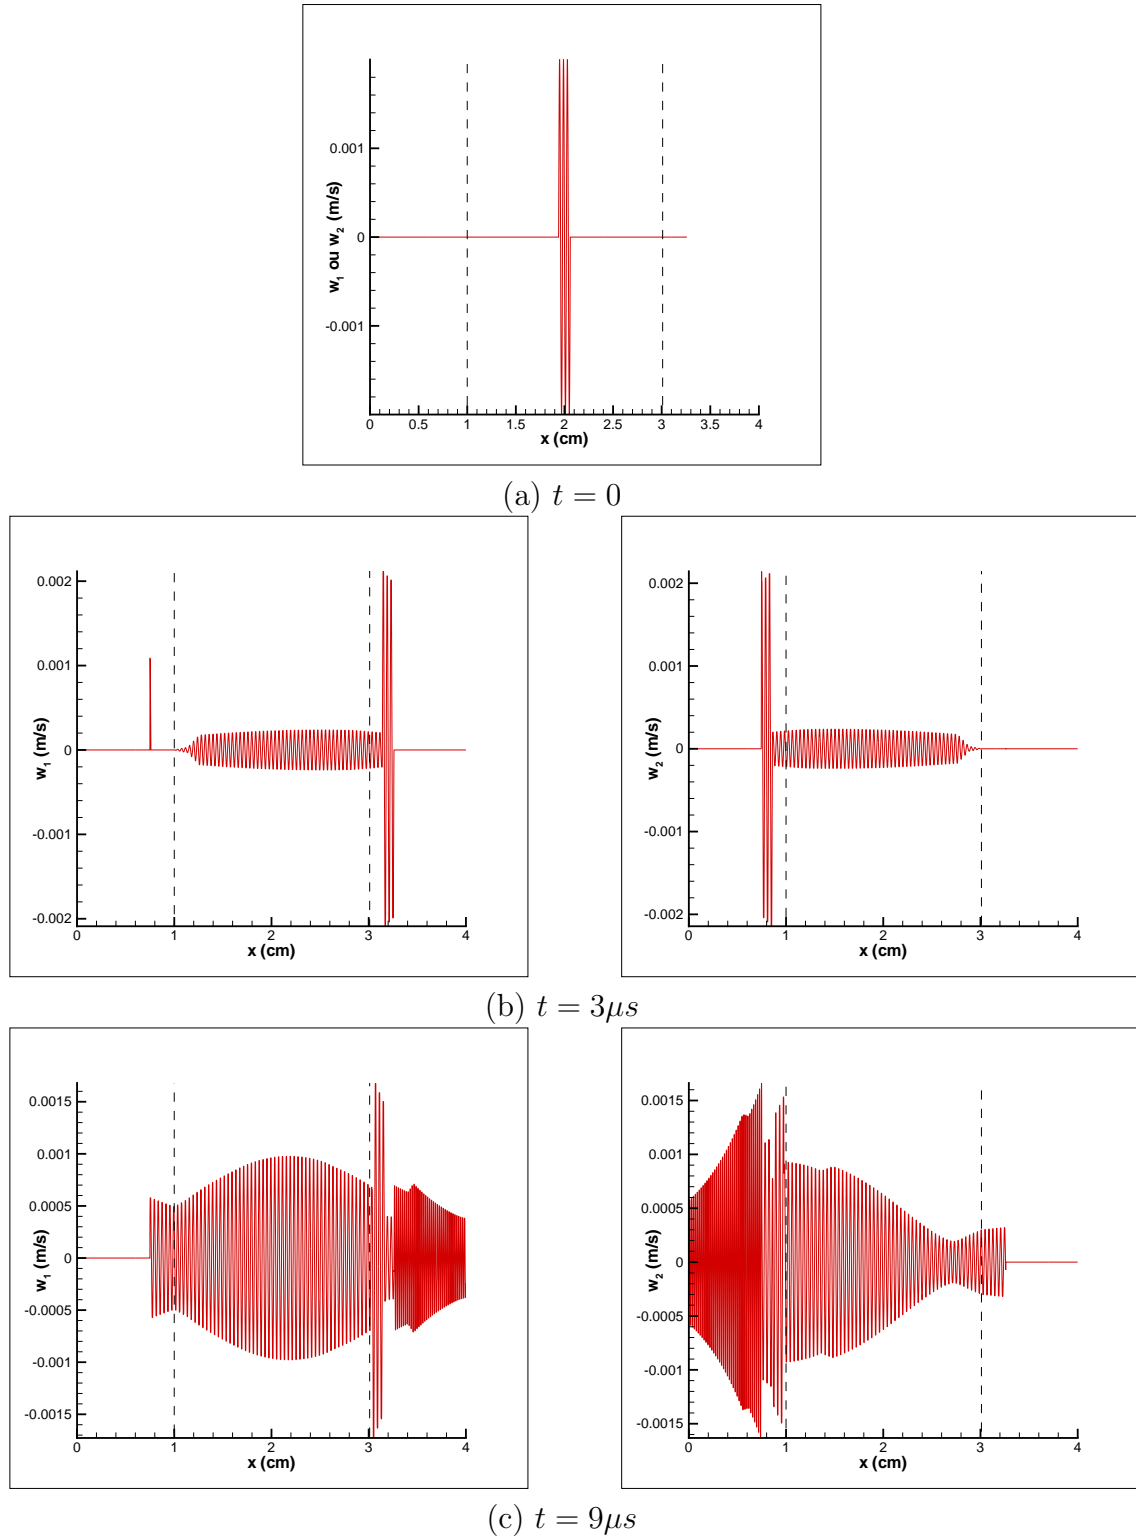 0.001
0
-0.001
w1 ou w2 (m/s)
0 0.5 1 1.5 2 2.5 3 3.5 4
x (cm)
(a) t = 0
0.002
0.001
0
-0.001
-0.002
w1 (m/s)
0 1 2 3 4
x (cm)
0.002
0.001
0
-0.001
-0.002
w2 (m/s)
0 1 2 3 4
x (cm)
(b) t = 3μs
0.0015
0.001
0.0005
0
-0.0005
-0.001
-0.0015
w1 (m/s)
0 1 2 3 4
x (cm)
0.0015
0.001
0.0005
0
-0.0005
-0.001
-0.0015
w2 (m/s)
0 1 2 3 4
x (cm)
(c) t = 9μs